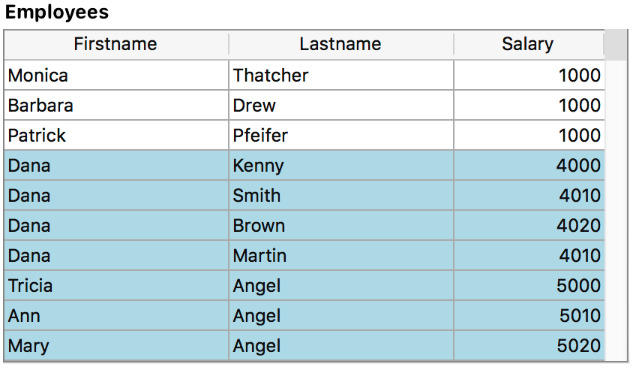 Employees
Firstname Lastname Salary
Monica Thatcher 1000
Barbara Drew 1000
Patrick Pfeifer 1000
Dana Kenny 4000
Dana Smith 4010
Dana Brown 4020
Dana Martin 4010
Tricia Angel 5000
Ann Angel 5010
Mary Angel 5020